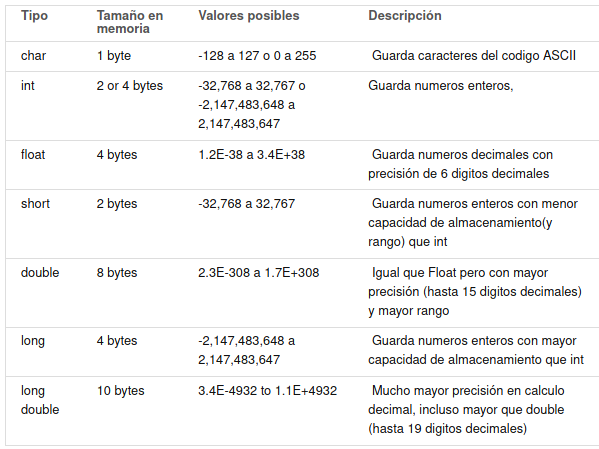 Tipo Tamaño en memoria Valores posibles Descripción
char 1 byte -128 a 127 o 0 a 255 Guarda caracteres del codigo ASCII
int 2 or 4 bytes -32,768 a 32,767 o Guarda numeros enteros,
-2,147,483,648 a
2,147,483,647
float 4 bytes 1.2E-38 a 3.4E+38 Guarda numeros decimales con
precisión de 6 digitos decimales
short 2 bytes -32,768 a 32,767 Guarda numeros enteros con menor
capacidad de almacenamiento(y
rango) que int
double 8 bytes 2.3E-308 a 1.7E+308 Igual que Float pero con mayor
precisión (hasta 15 digitos decimales)
y mayor rango
long 4 bytes -2,147,483,648 a Guarda numeros enteros con mayor
2,147,483,647 capacidad de almacenamiento que int
long 10 bytes 3.4E-4932 to 1.1E+4932 Mucho mayor precisión en calculo
double decimal, incluso mayor que double
(hasta 19 digitos decimales)